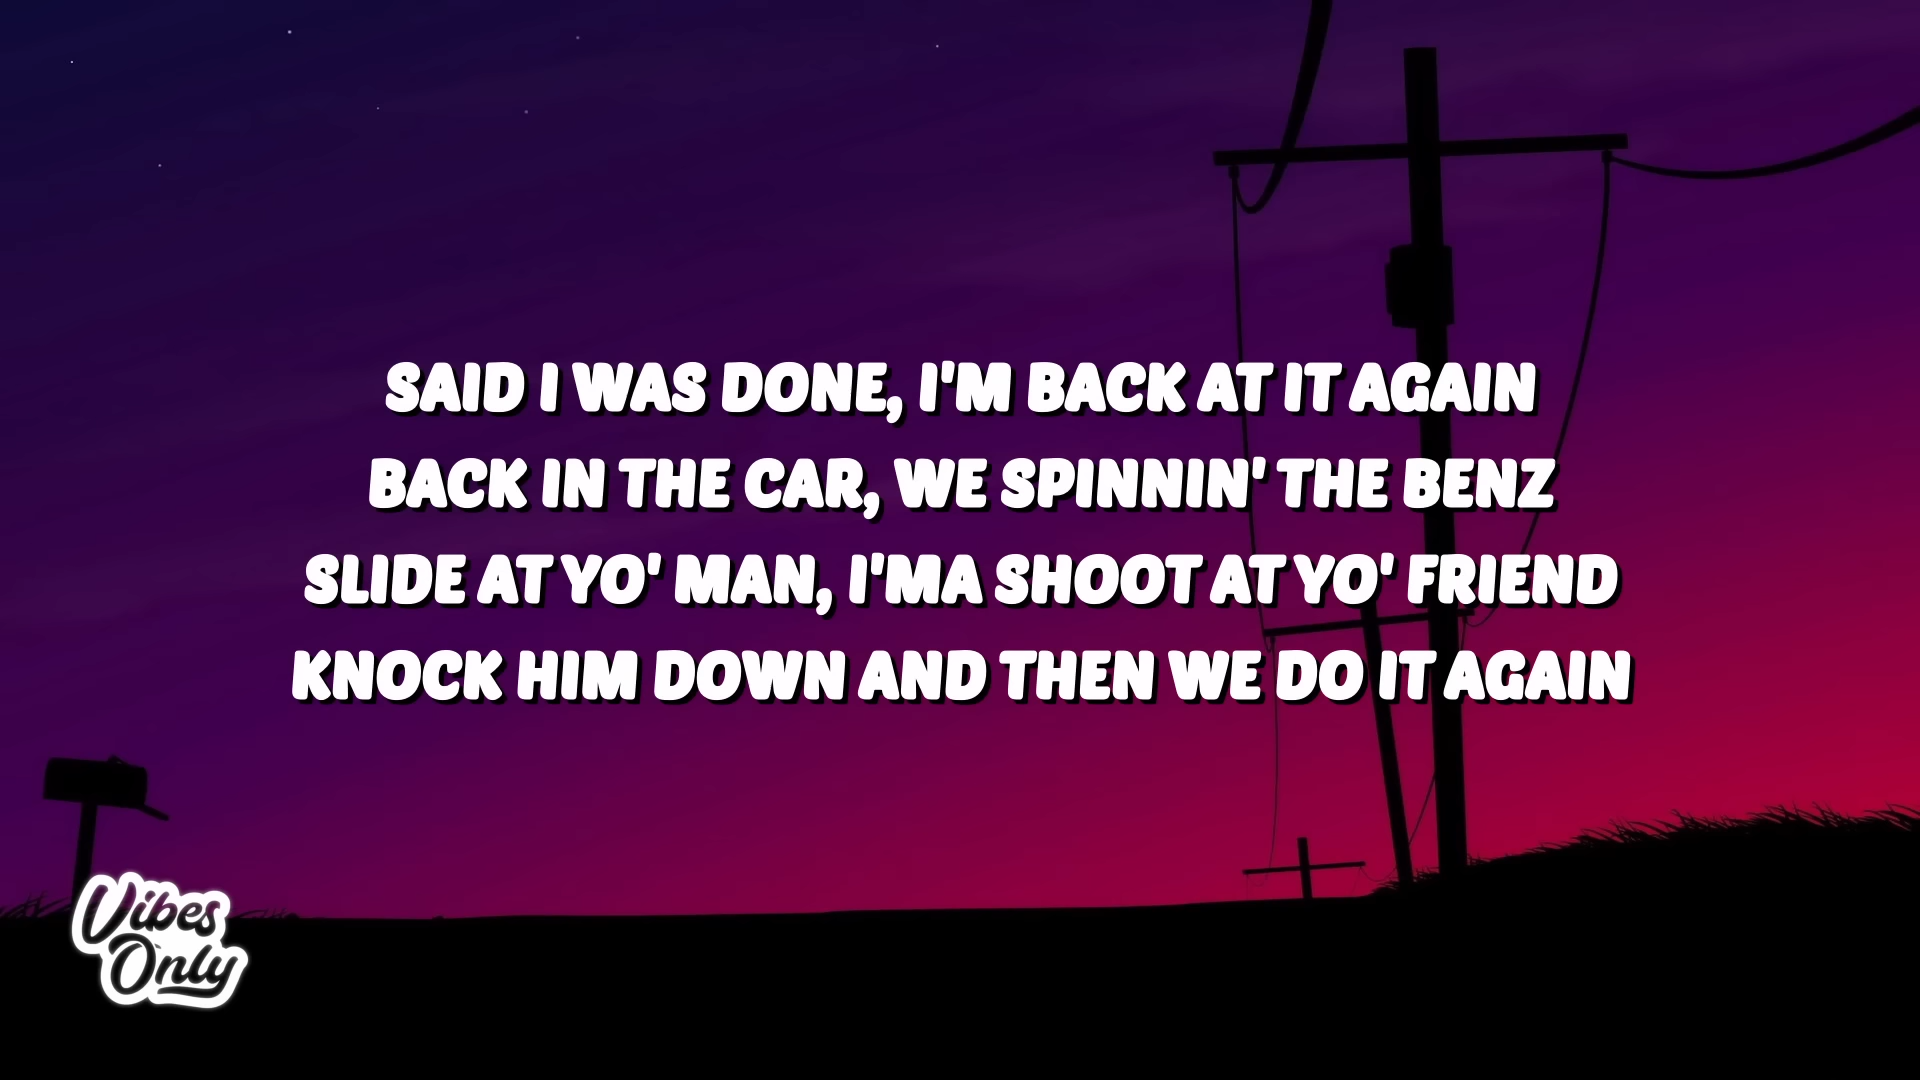 SAID I WAS DONE, I'M BACK AT IT AGAIN
BACK IN THE CAR, WE SPINNIN' THE BENZ
SLIDE AT YO' MAN, I'MA SHOOT AT YO' FRIEND
KNOCK HIM DOWN AND THEN WE DO IT AGAIN
Vibes
Only